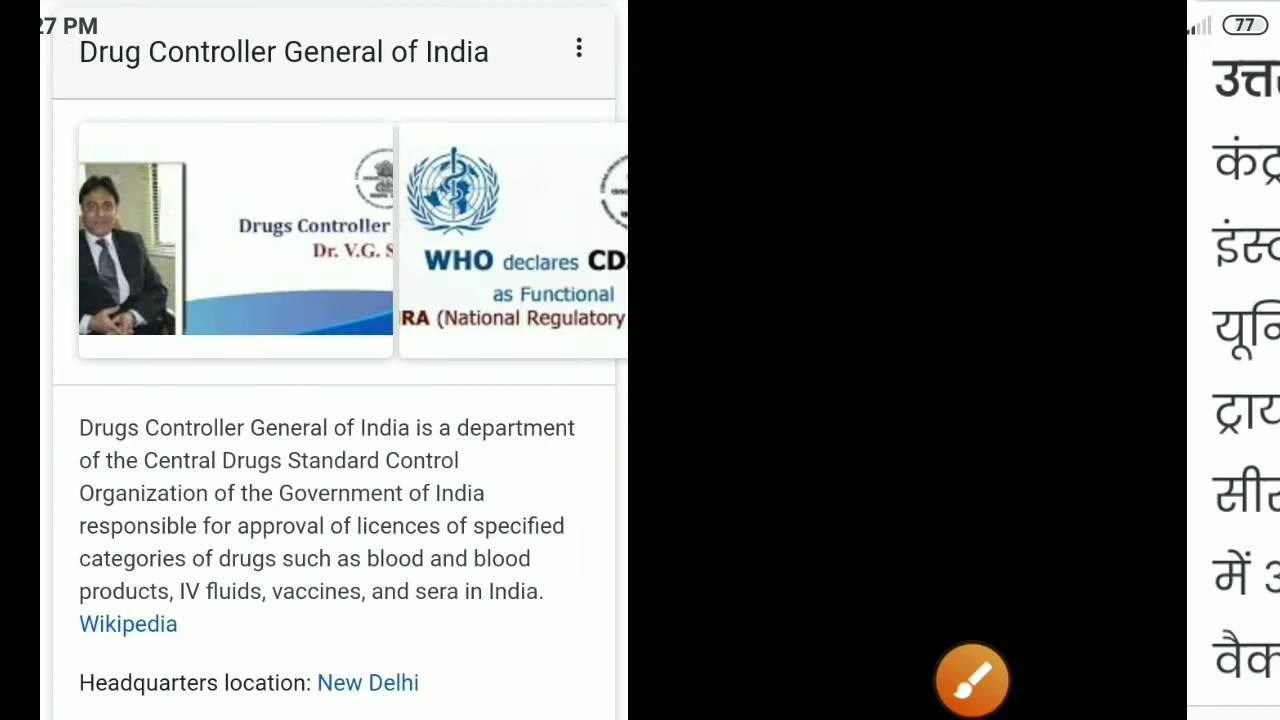 27 PM
77
Drug Controller General of India
Drugs Controller
Dr. V.G. S
WHO declares CD
as Functional
RA (National Regulatory
Drugs Controller General of India is a department
of the Central Drugs Standard Control
Organization of the Government of India
responsible for approval of licences of specified
categories of drugs such as blood and blood
products, IV fluids, vaccines, and sera in India.
Wikipedia
Headquarters location: New Delhi
में